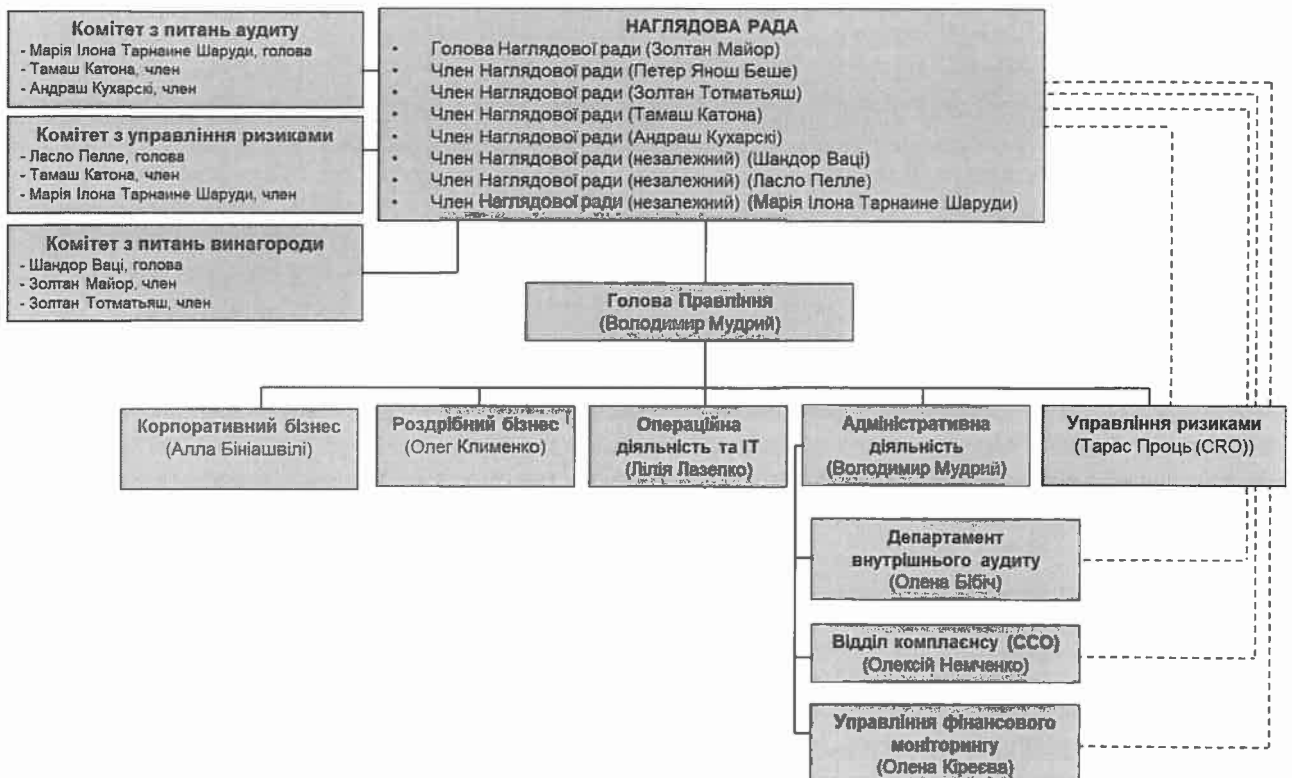 Комітет з питань аудиту
- Марія Ілона Тарнаине Шаруди, голова
- Тамаш Катона, член
- Андраш Кухарскі, член
Комітет з управління ризиками
- Ласло Пелле, голова
- Тамаш Катона, член
- Марія Ілона Тарнаине Шаруди, член
Комітет з питань винагороди
- Шандор Ваці, голова
- Золтан Майор, член
- Золтан Тотматьяш, член
НАГЛЯДОВА РАДА
• Голова Наглядової ради (Золтан Майор)
• Член Наглядової ради (Петер Янош Беше)
• Член Наглядової ради (Золтан Тотматьяш)
• Член Наглядової ради (Тамаш Катона)
• Член Наглядової ради (Андраш Кухарскі)
• Член Наглядової ради (незалежний) (Шандор Ваці)
• Член Наглядової ради (незалежний) (Ласло Пелле)
• Член Наглядової ради (незалежний) (Марія Ілона Тарнаине Шаруди)
Голова Правління
(Володимир Мудрий)
Корпоративний бізнес
(Алла Бініашвілі)
Роздрібний бізнес
(Олег Клименко)
Операційна
діяльність та ІТ
(Лілія Лазепко)
Адміністративна
діяльність
(Володимир Мудрий)
Управління ризиками
(Тарас Проць (CRO))
Департамент
внутрішнього аудиту
(Олена Бібіч)
Відділ комплаєнсу (ССО)
(Олексій Немченко)
Управління фінансового
моніторингу
(Олена Кіреєва)